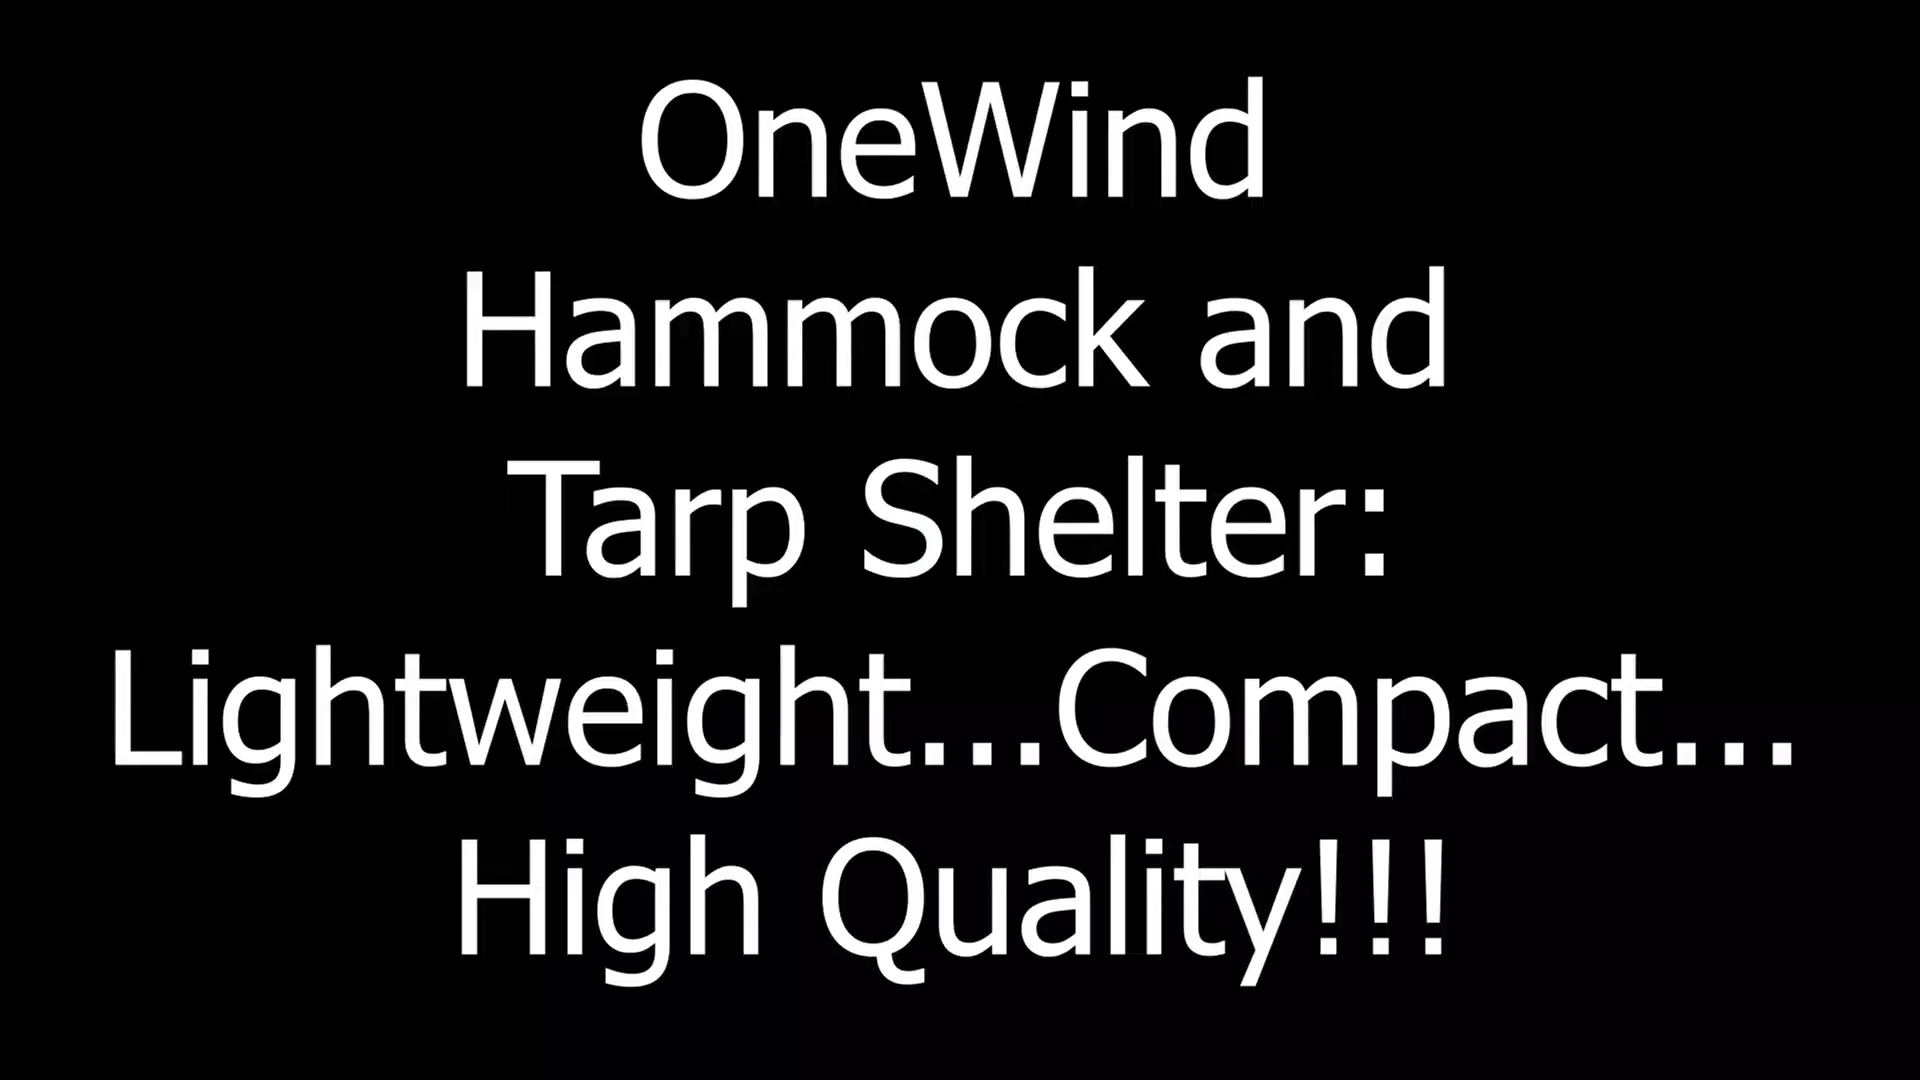 OneWind
Hammock and
Tarp Shelter:
Lightweight...Compact...
High Quality!!!